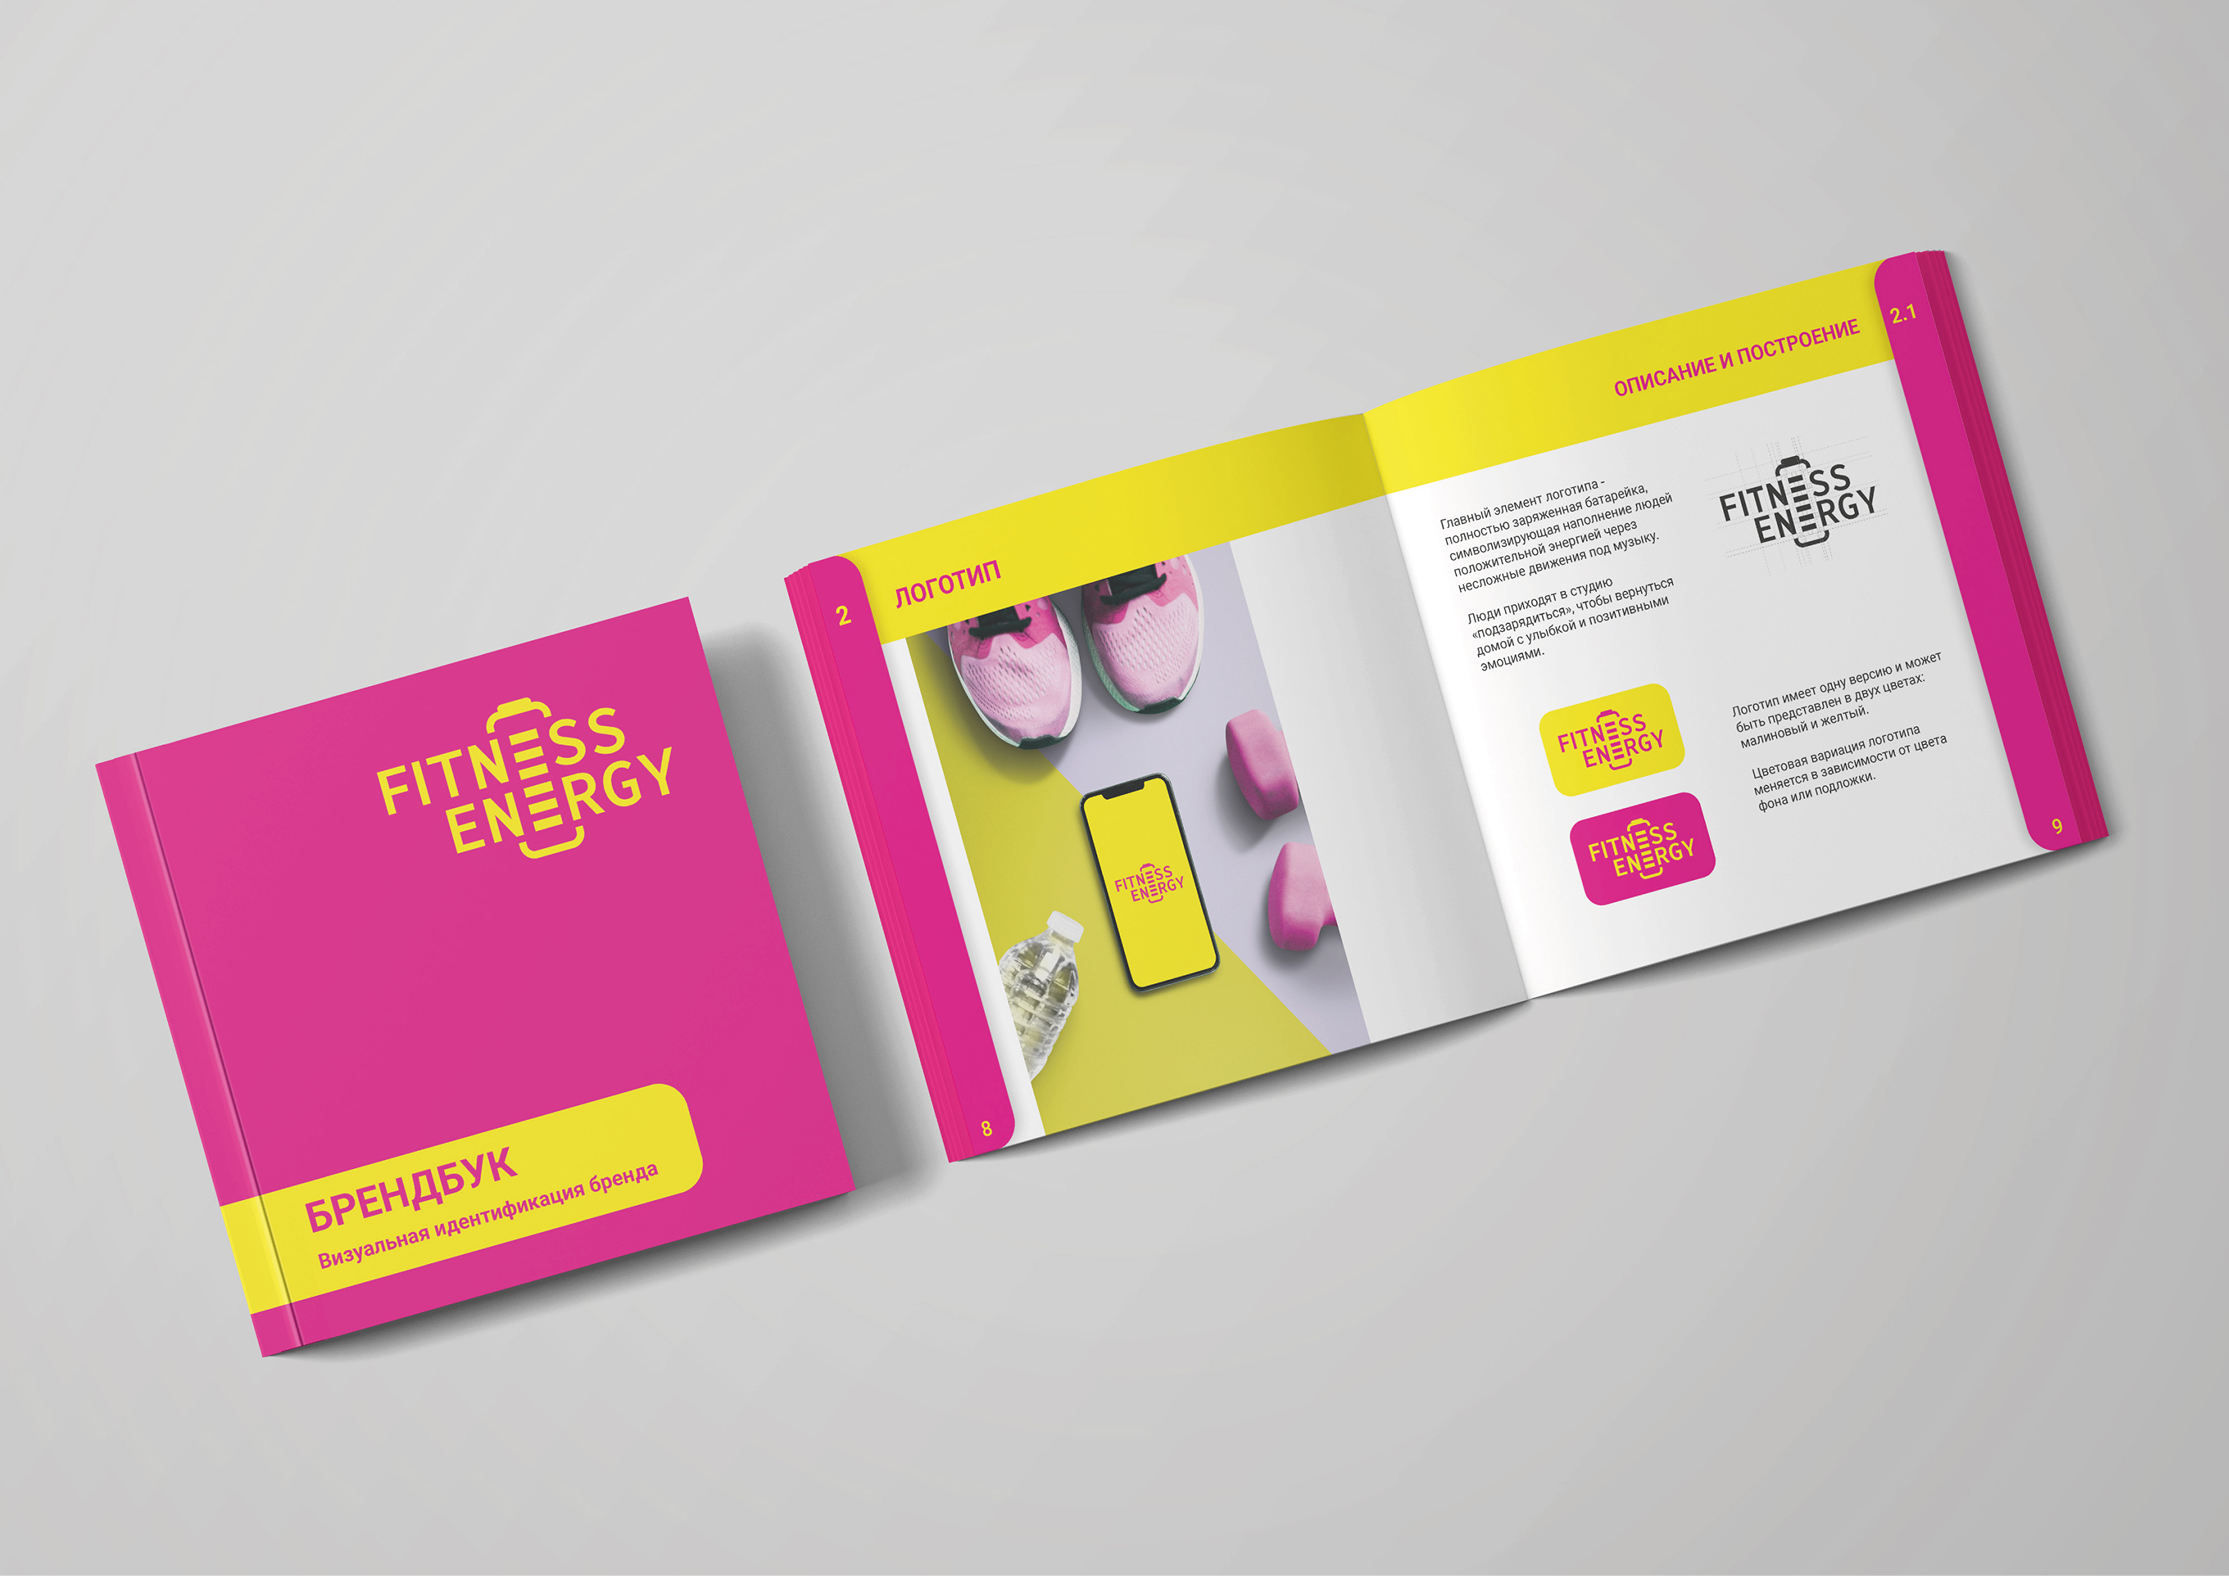 FITNESS
ENERGY
БРЕНДБУК
Визуальная идентификация бренда
2
ЛОГОТИП
FITNESS
ENERGY
8
2.1
ОПИСАНИЕ И ПОСТРОЕНИЕ
Главный элемент логотипа -
полностью заряженная батарейка,
символизирующая наполнение людей
положительной энергией через
несложные движения под музыку.
Люди приходят в студию
«подзарядиться», чтобы вернуться
домой с улыбкой и позитивными
эмоциями.
FITNESS
ENERGY
FITNESS
ENERGY
FITNESS
ENERGY
Логотип имеет одну версию и может
быть представлен в двух цветах:
малиновый и желтый.
Цветовая вариация логотипа
меняется в зависимости от цвета
фона или подложки.
9